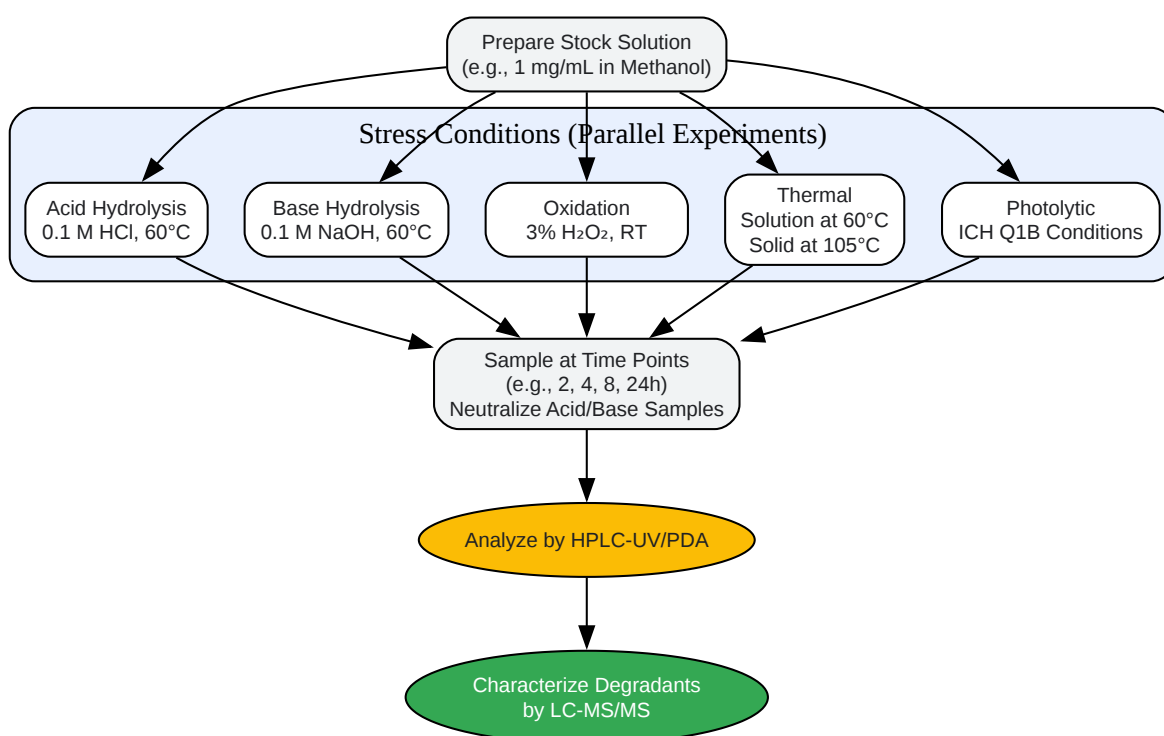 Prepare Stock Solution
(e.g., 1 mg/mL in Methanol)
Stress Conditions (Parallel Experiments)
Acid Hydrolysis
0.1 M HCl, 60°C
Base Hydrolysis
0.1 M NaOH, 60°C
Oxidation
3% H₂O₂, RT
Thermal
Solution at 60°C
Solid at 105°C
Photolytic
ICH Q1B Conditions
Sample at Time Points
(e.g., 2, 4, 8, 24h)
Neutralize Acid/Base Samples
Analyze by HPLC-UV/PDA
Characterize Degradants
by LC-MS/MS